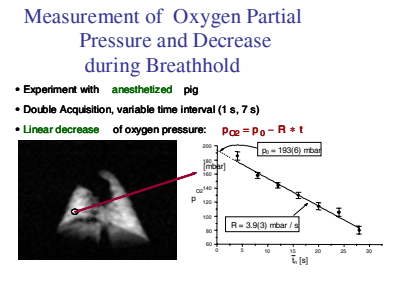 Measurement of Oxygen Partial
Pressure and Decrease
during Breathhold
• Experiment with anesthetized pig
• Double Acquisition, variable time interval (1 s, 7 s)
• Linear decrease of oxygen pressure: pO2 = p0 – R * t
200
[mbar]
180
160
140
120
100
80
60
pO2
p0 = 193(6) mbar
R = 3.9(3) mbar / s
0 5 10 15 20 25 30
tn [s]